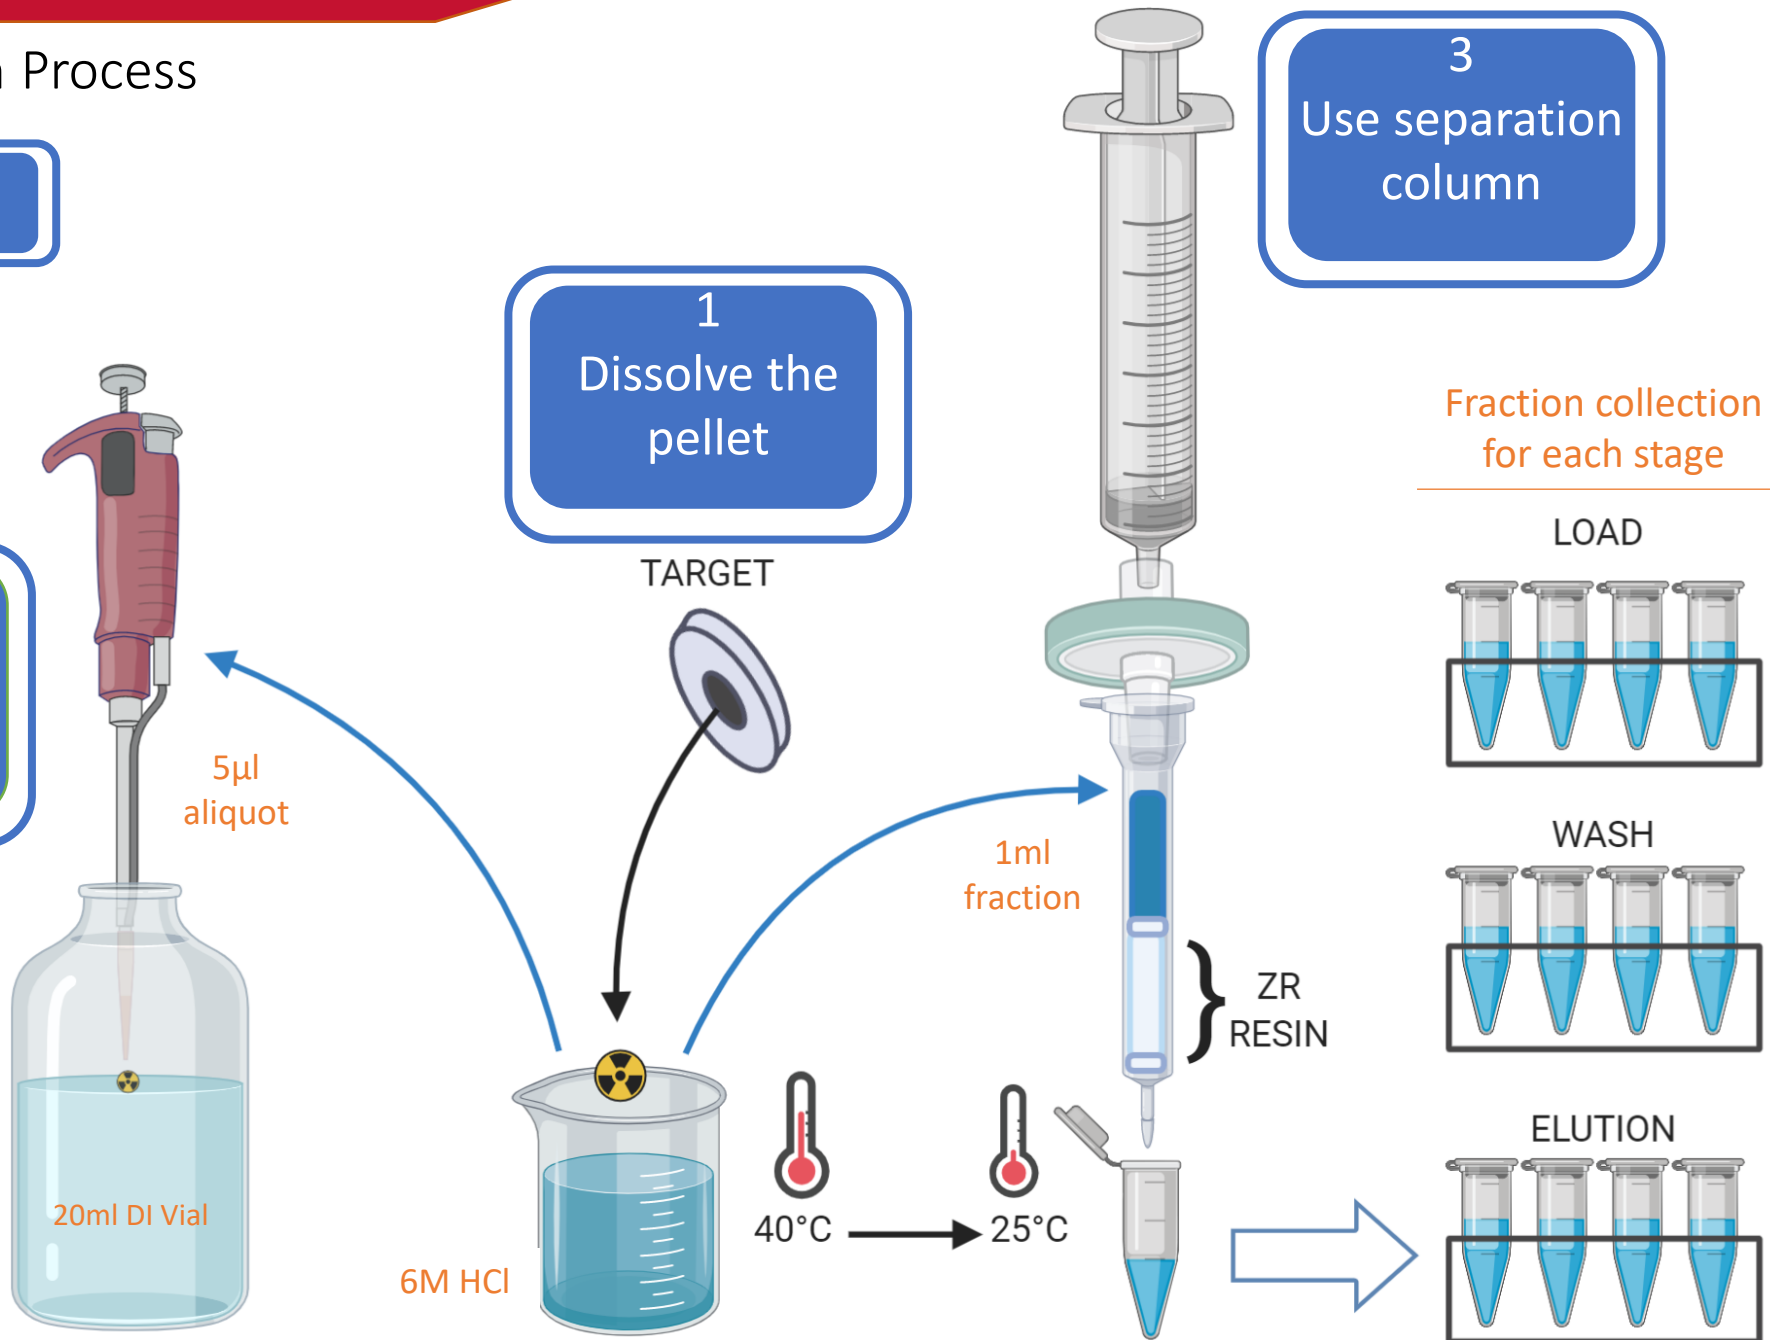 Process
1
Dissolve the
pellet
3
Use separation
column
TARGET
5µl
aliquot
20ml DI Vial
6M HCl
40°C
25°C
1ml
fraction
ZR
RESIN
Fraction collection
for each stage
LOAD
WASH
ELUTION